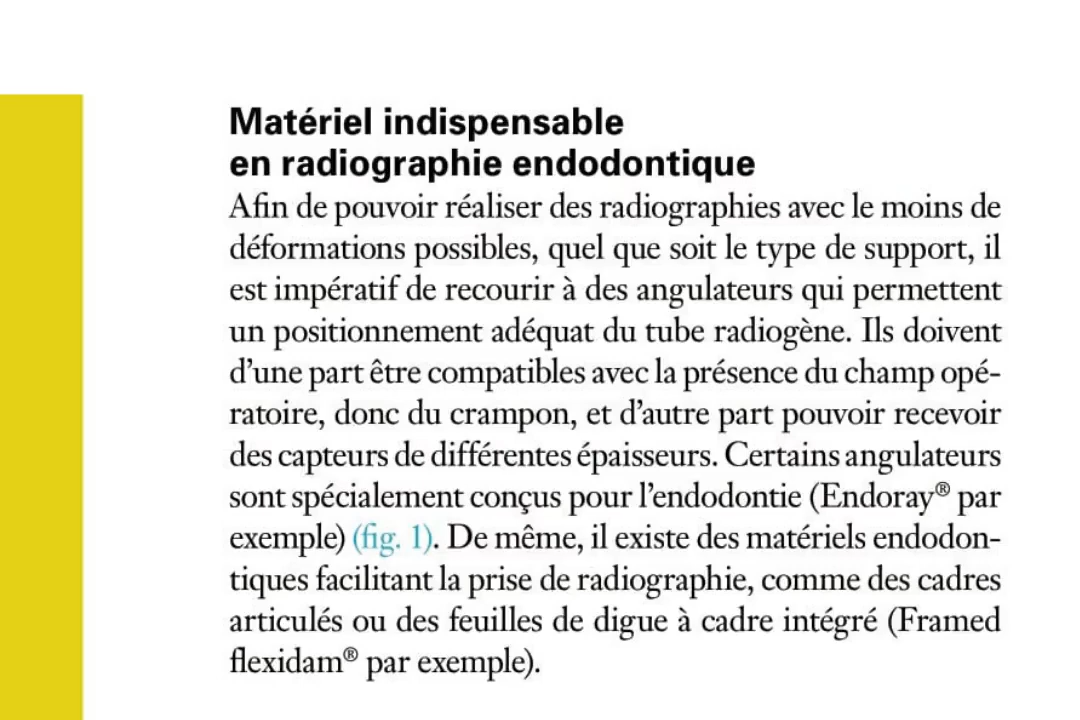 Matériel indispensable
en radiographie endodontique
Afin de pouvoir réaliser des radiographies avec le moins de
déformations possibles, quel que soit le type de support, il
est impératif de recourir à des angulateurs qui permettent
un positionnement adéquat du tube radiogène. Ils doivent
d’une part être compatibles avec la présence du champ opé-
ratoire, donc du crampon, et d’autre part pouvoir recevoir
des capteurs de différentes épaisseurs. Certains angulateurs
sont spécialement conçus pour l’endodontie (Endoray® par
exemple) (fig. 1). De même, il existe des matériels endodon-
tiques facilitant la prise de radiographie, comme des cadres
articulés ou des feuilles de digue à cadre intégré (Framed
flexidam® par exemple).